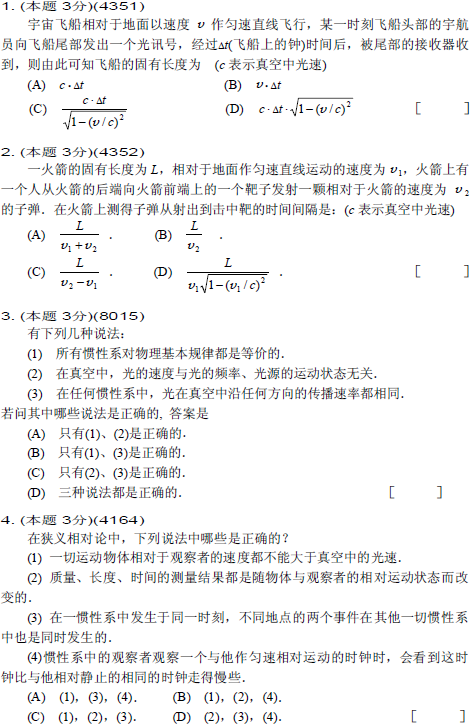 1. (本题 3分)(4351)
宇宙飞船相对于地面以速度 υ 作匀速直线飞行，某一时刻飞船头部的宇航
员向飞船尾部发出一个光讯号，经过Δt(飞船上的钟)时间后，被尾部的接收器收
到，则由此可知飞船的固有长度为 (c 表示真空中光速)
(A) c·Δt (B) υ·Δt
(C) \frac{c·Δt}{\sqrt{1-(υ/c)^2}} (D) c·Δt·\sqrt{1-(υ/c)^2} [ ]
2. (本题 3分)(4352)
一火箭的固有长度为 L，相对于地面作匀速直线运动的速度为 υ₁，火箭上有
一个人从火箭的后端向火箭前端上的一个靶子发射一颗相对于火箭的速度为 υ₂
的子弹．在火箭上测得子弹从射出到击中靶的时间间隔是：(c 表示真空中光速)
(A) \frac{L}{υ₁+υ₂}． (B) \frac{L}{υ₂}．
(C) \frac{L}{υ₂-υ₁}． (D) \frac{L}{υ₁\sqrt{1-(υ₁/c)^2}}． [ ]
3. (本题 3分)(8015)
有下列几种说法：
(1) 所有惯性系对物理基本规律都是等价的．
(2) 在真空中，光的速度与光的频率、光源的运动状态无关．
(3) 在任何惯性系中，光在真空中沿任何方向的传播速率都相同．
若问其中哪些说法是正确的, 答案是
(A) 只有(1)、(2)是正确的．
(B) 只有(1)、(3)是正确的．
(C) 只有(2)、(3)是正确的．
(D) 三种说法都是正确的． [ ]
4. (本题 3分)(4164)
在狭义相对论中，下列说法中哪些是正确的？
(1) 一切运动物体相对于观察者的速度都不能大于真空中的光速．
(2) 质量、长度、时间的测量结果都是随物体与观察者的相对运动状态而改
变的．
(3) 在一惯性系中发生于同一时刻，不同地点的两个事件在其他一切惯性系
中也是同时发生的．
(4)惯性系中的观察者观察一个与他作匀速相对运动的时钟时，会看到这时
钟比与他相对静止的相同的时钟走得慢些．
(A) (1)，(3)，(4)． (B) (1)，(2)，(4)．
(C) (1)，(2)，(3)． (D) (2)，(3)，(4)． [ ]